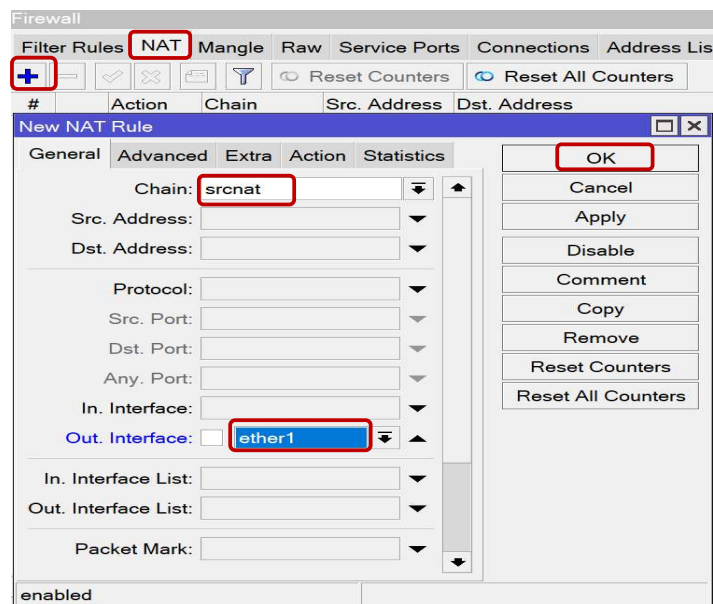 Firewall
Filter Rules NAT Mangle Raw Service Ports Connections Address Lis
Reset Counters Reset All Counters
# Action Chain Src. Address Dst. Address
New NAT Rule
General Advanced Extra Action Statistics
OK
Chain: srcnat
Cancel
Src. Address:
Apply
Dst. Address:
Disable
Protocol:
Comment
Src. Port:
Copy
Dst. Port:
Remove
Any. Port:
Reset Counters
In. Interface:
Reset All Counters
Out. Interface: ether1
In. Interface List:
Out. Interface List:
Packet Mark:
enabled